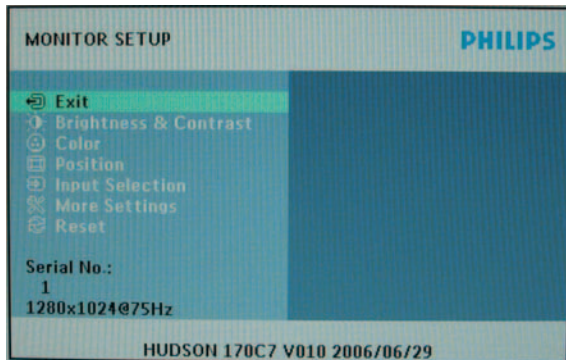 MONITOR SETUP
PHILIPS
Exit
Brightness & Contrast
Color
Position
Input Selection
More Settings
Reset
Serial No.:
1
1280x1024@75Hz
HUDSON 170C7 V010 2006/06/29